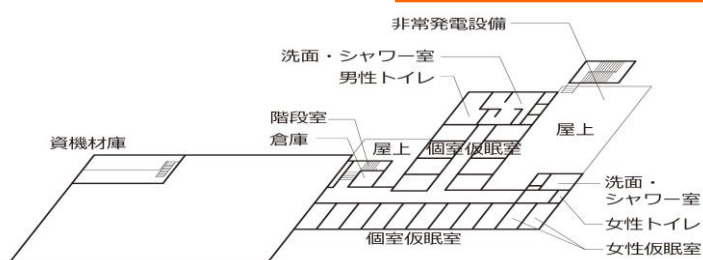 非常発電設備
洗面・シャワー室
男性トイレ
階段室
倉庫
資機材庫
屋上
個室仮眠室
屋上
洗面・
シャワー室
女性トイレ
個室仮眠室
女性仮眠室